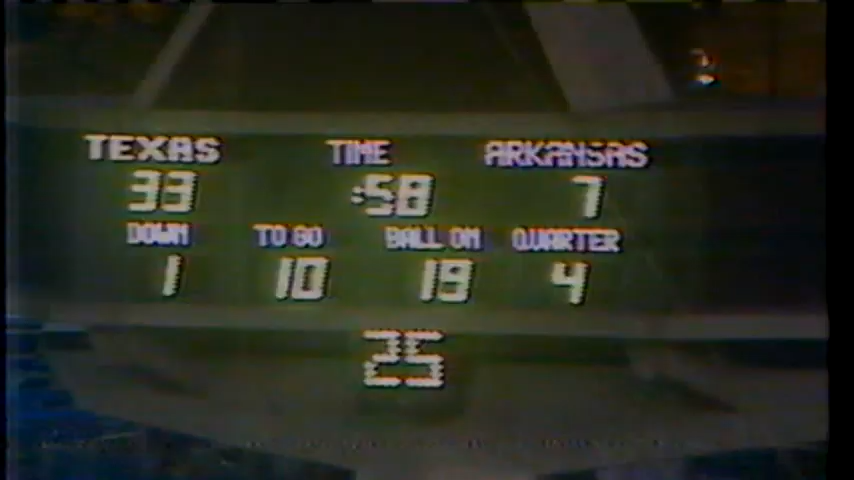 TEXAS TIME ARKANSAS
33 :58 7
DOWN TO GO BALL ON QUARTER
1 10 19 4
25